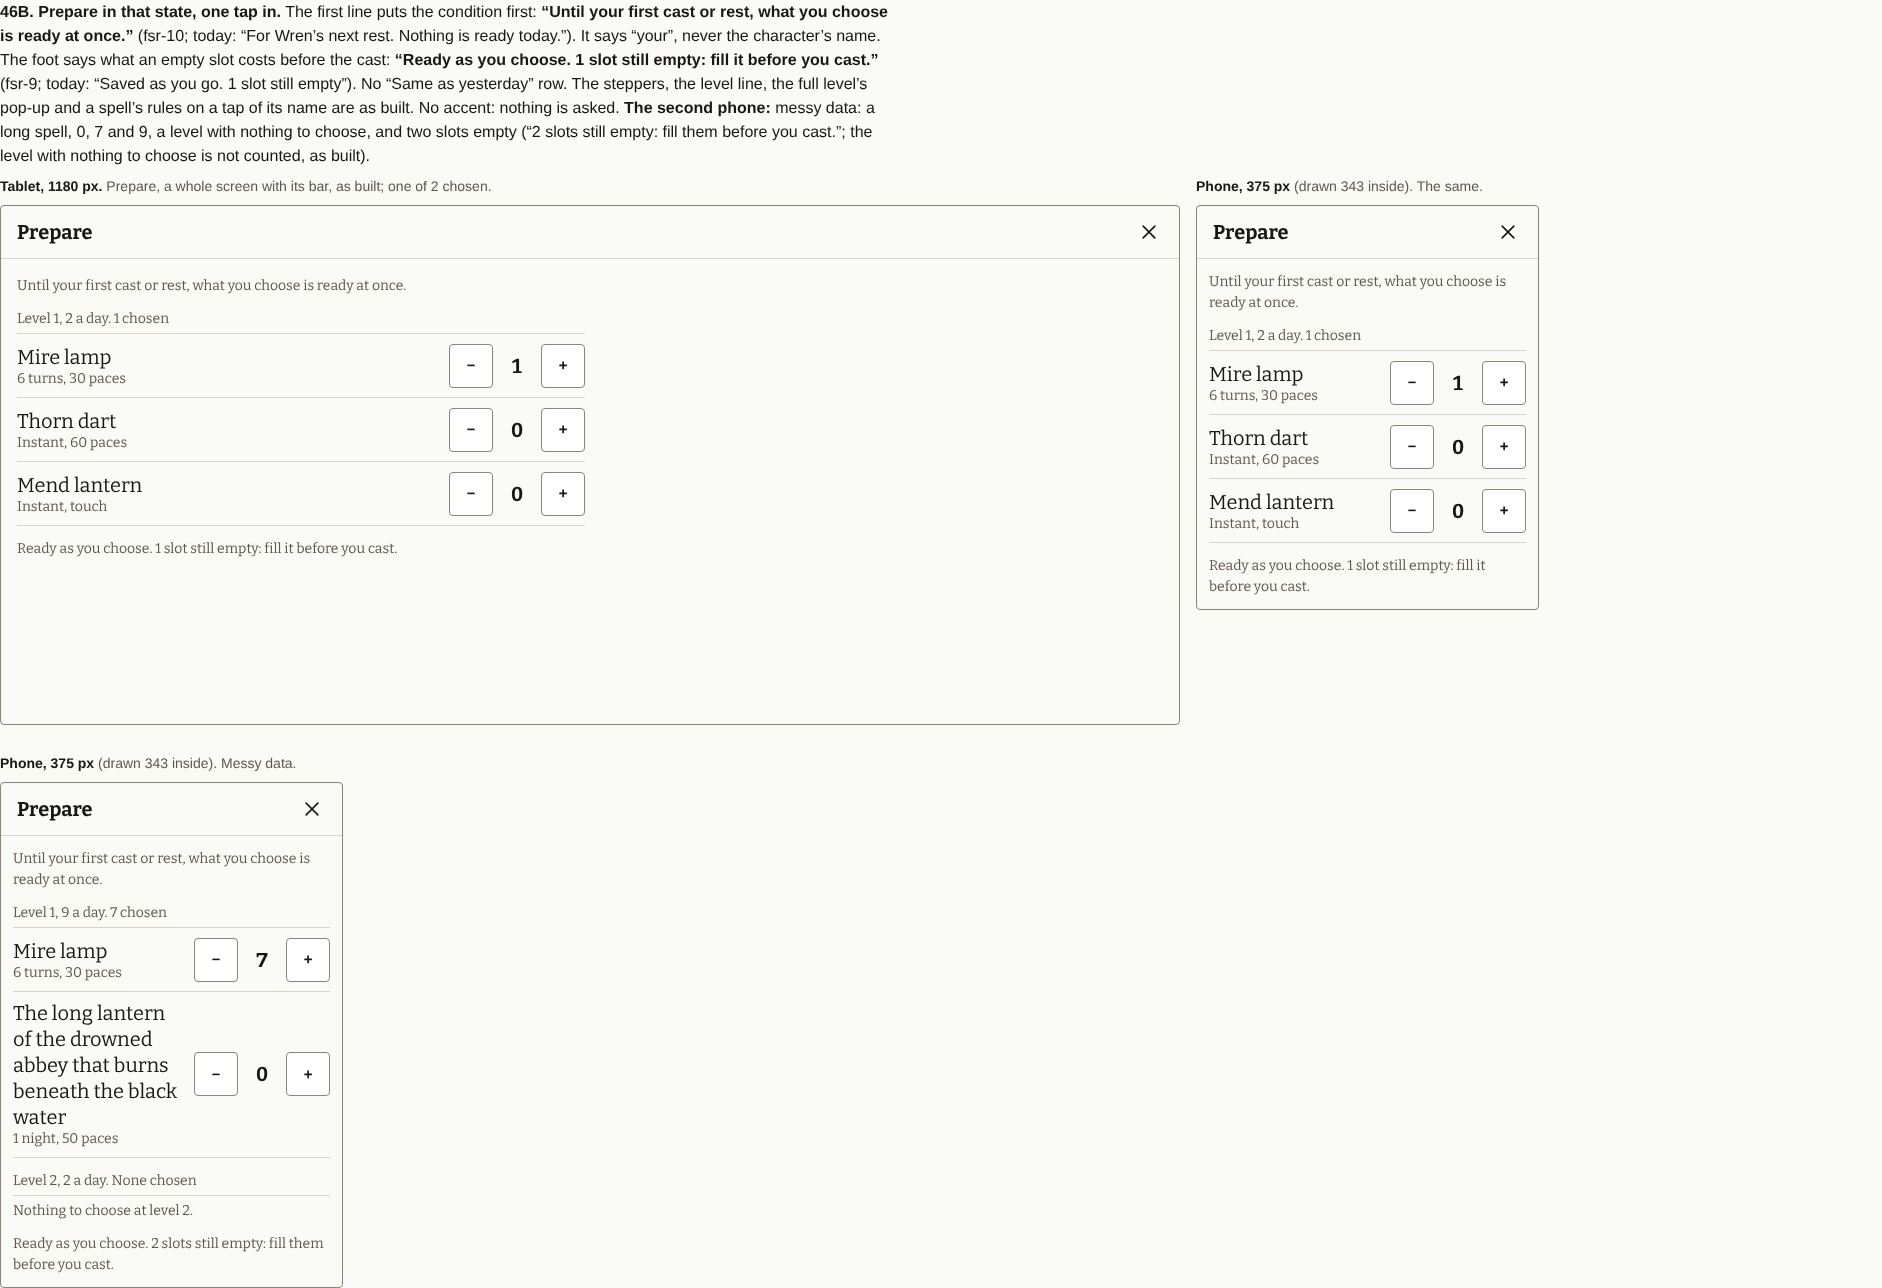 46B. Prepare in that state, one tap in. The first line puts the condition first: “Until your first cast or rest, what you choose
is ready at once.” (fsr-10; today: “For Wren’s next rest. Nothing is ready today.”). It says “your”, never the character’s name.
The foot says what an empty slot costs before the cast: “Ready as you choose. 1 slot still empty: fill it before you cast.”
(fsr-9; today: “Saved as you go. 1 slot still empty”). No “Same as yesterday” row. The steppers, the level line, the full level’s
pop-up and a spell’s rules on a tap of its name are as built. No accent: nothing is asked. The second phone: messy data: a
long spell, 0, 7 and 9, a level with nothing to choose, and two slots empty (“2 slots still empty: fill them before you cast.”; the
level with nothing to choose is not counted, as built).
Tablet, 1180 px. Prepare, a whole screen with its bar, as built; one of 2 chosen.
Prepare
Until your first cast or rest, what you choose is ready at once.
Level 1, 2 a day. 1 chosen
Mire lamp
6 turns, 30 paces
− 1 +
Thorn dart
Instant, 60 paces
− 0 +
Mend lantern
Instant, touch
− 0 +
Ready as you choose. 1 slot still empty: fill it before you cast.
Phone, 375 px (drawn 343 inside). The same.
Prepare
Until your first cast or rest, what you choose is
ready at once.
Level 1, 2 a day. 1 chosen
Mire lamp
6 turns, 30 paces
− 1 +
Thorn dart
Instant, 60 paces
− 0 +
Mend lantern
Instant, touch
− 0 +
Ready as you choose. 1 slot still empty: fill it
before you cast.
Phone, 375 px (drawn 343 inside). Messy data.
Prepare
Until your first cast or rest, what you choose is
ready at once.
Level 1, 9 a day. 7 chosen
Mire lamp
6 turns, 30 paces
− 7 +
The long lantern
of the drowned
abbey that burns
beneath the black
water
1 night, 50 paces
− 0 +
Level 2, 2 a day. None chosen
Nothing to choose at level 2.
Ready as you choose. 2 slots still empty: fill them
before you cast.